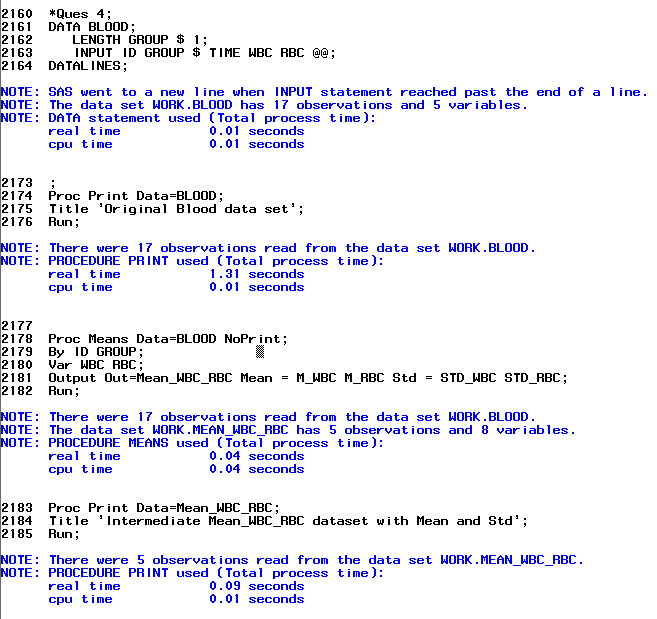 2160  *Ques 4;
2161  DATA BLOOD;
2162     LENGTH GROUP $ 1;
2163     INPUT ID GROUP $ TIME WBC RBC @@;
2164  DATALINES;
NOTE: SAS went to a new line when INPUT statement reached past the end of a line.
NOTE: The data set WORK.BLOOD has 17 observations and 5 variables.
NOTE: DATA statement used (Total process time):
      real time           0.01 seconds
      cpu time            0.01 seconds
2173  ;
2174  Proc Print Data=BLOOD;
2175  Title 'Original Blood data set';
2176  Run;
NOTE: There were 17 observations read from the data set WORK.BLOOD.
NOTE: PROCEDURE PRINT used (Total process time):
      real time           1.31 seconds
      cpu time            0.01 seconds
2177
2178  Proc Means Data=BLOOD NoPrint;
2179  By ID GROUP;
2180  Var WBC RBC;
2181  Output Out=Mean_WBC_RBC Mean = M_WBC M_RBC Std = STD_WBC STD_RBC;
2182  Run;
NOTE: There were 17 observations read from the data set WORK.BLOOD.
NOTE: The data set WORK.MEAN_WBC_RBC has 5 observations and 8 variables.
NOTE: PROCEDURE MEANS used (Total process time):
      real time           0.04 seconds
      cpu time            0.04 seconds
2183  Proc Print Data=Mean_WBC_RBC;
2184  Title 'Intermediate Mean_WBC_RBC dataset with Mean and Std';
2185  Run;
NOTE: There were 5 observations read from the data set WORK.MEAN_WBC_RBC.
NOTE: PROCEDURE PRINT used (Total process time):
      real time           0.09 seconds
      cpu time            0.01 seconds